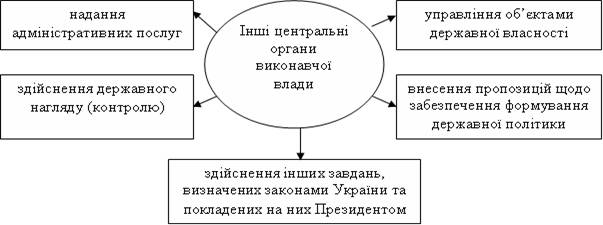 надання
адміністративних послуг
Інші центральні
органи
виконавчої
влади
управління об’єктами
державної власності
здійснення державного
нагляду (контролю)
внесення пропозицій щодо
забезпечення формування
державної політики
здійснення інших завдань,
визначених законами України та
покладених на них Президентом